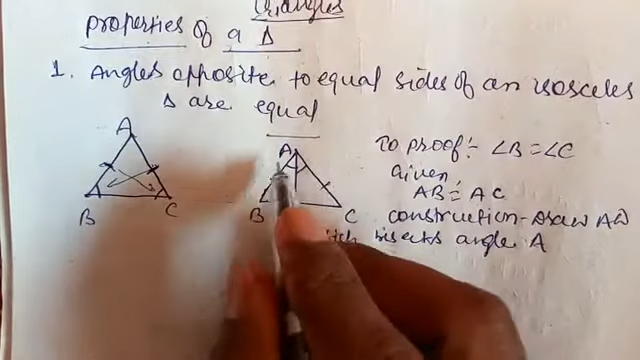 Triangles
properties of a Δ
1. Angles opposite to equal sides of an isosceles
Δ are equal
A
B
C
A
B
C
To proof:- ∠B = ∠C
Given,
AB = AC
construction - Draw AD
bisects angle A